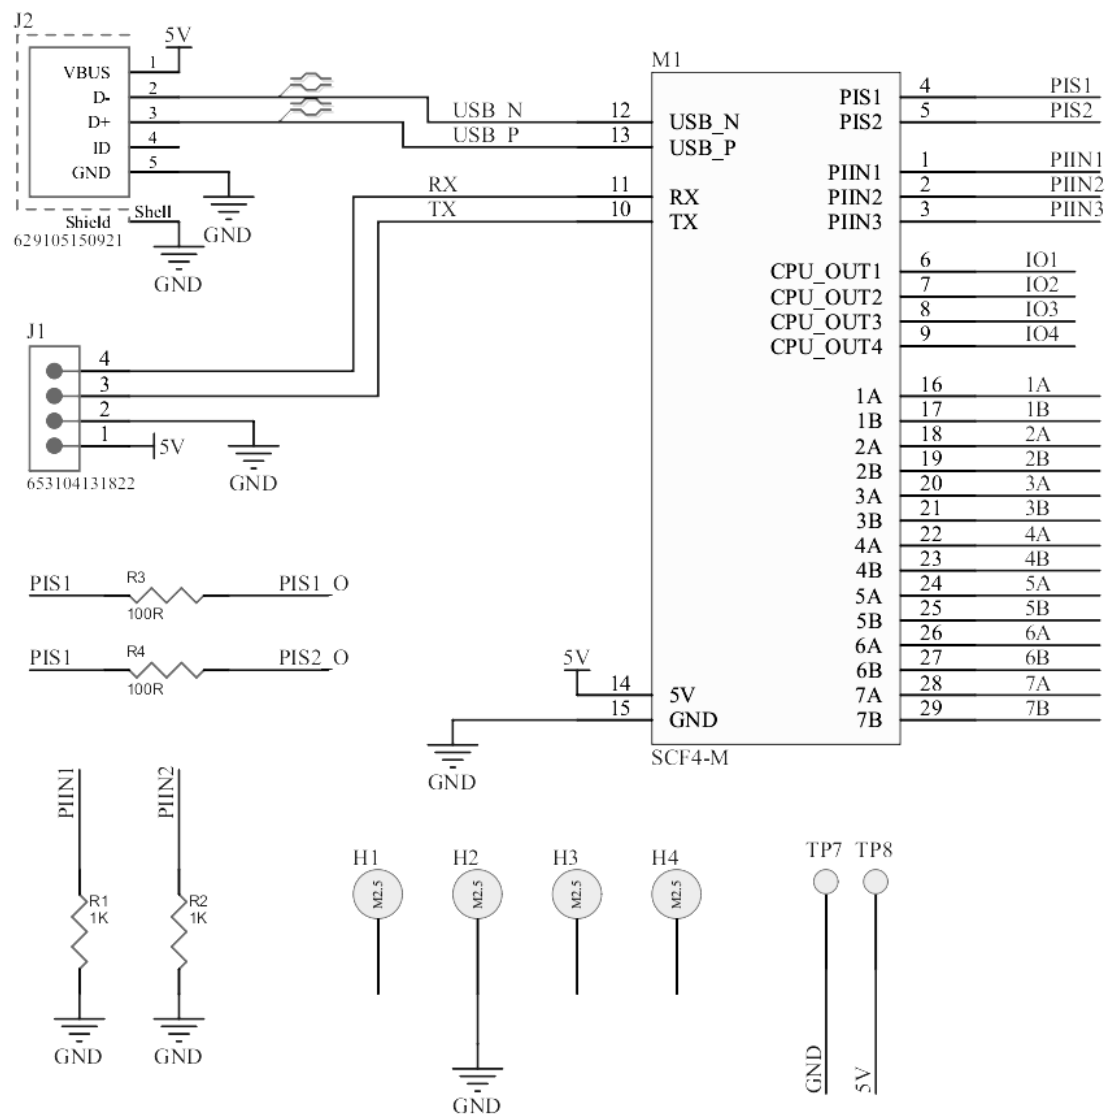 J2
5V
VBUS 1
D- 2
D+ 3
ID 4
GND 5
Shield Shell
629105150921
GND
GND
USB_N 12
USB_P 13
RX 11
TX 10
M1
USB_N
USB_P
RX
TX
PIS1 4 PIS1
PIS2 5 PIS2
PIIN1 1 PIIN1
PIIN2 2 PIIN2
PIIN3 3 PIIN3
CPU_OUT1 6 IO1
CPU_OUT2 7 IO2
CPU_OUT3 8 IO3
CPU_OUT4 9 IO4
1A 16 1A
1B 17 1B
2A 18 2A
2B 19 2B
3A 20 3A
3B 21 3B
4A 22 4A
4B 23 4B
5A 24 5A
5B 25 5B
6A 26 6A
6B 27 6B
7A 28 7A
7B 29 7B
5V
14 5V
15 GND
GND
SCF4-M
J1
4
3
2
1 5V
GND
653104131822
PIS1 R3 PIS1_O
100R
PIS1 R4 PIS2_O
100R
PIIN1
R1
1K
GND
PIIN2
R2
1K
GND
H1
M2.5
H2
M2.5
GND
H3
M2.5
H4
M2.5
TP7
GND
TP8
5V